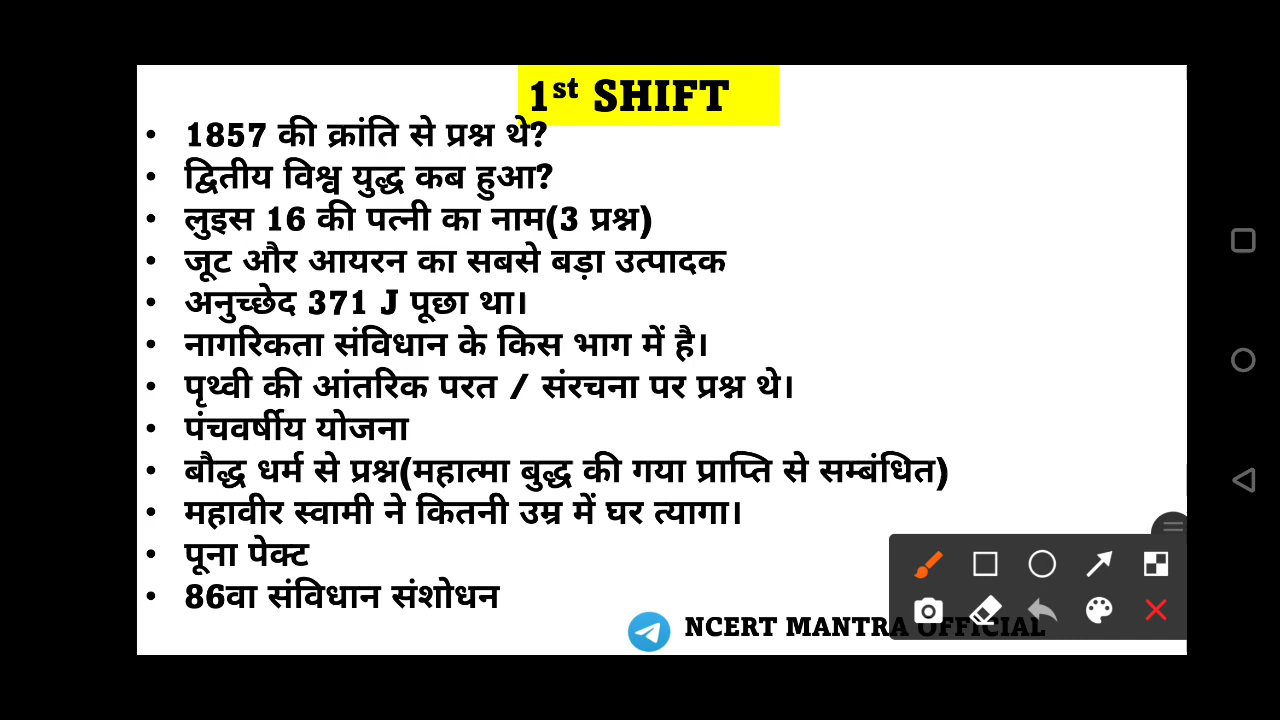 1st SHIFT
• 1857 की क्रांति से प्रश्न थे?
• द्वितीय विश्व युद्ध कब हुआ?
• लुइस 16 की पत्नी का नाम(3 प्रश्न)
• जूट और आयरन का सबसे बड़ा उत्पादक
• अनुच्छेद 371 J पूछा था।
• नागरिकता संविधान के किस भाग में है।
• पृथ्वी की आंतरिक परत / संरचना पर प्रश्न थे।
• पंचवर्षीय योजना
• बौद्ध धर्म से प्रश्न(महात्मा बुद्ध की गया प्राप्ति से सम्बंधित)
• महावीर स्वामी ने कितनी उम्र में घर त्यागा।
• पूना पेक्ट
• 86वा संविधान संशोधन
NCERT MANTRA OFFICIAL